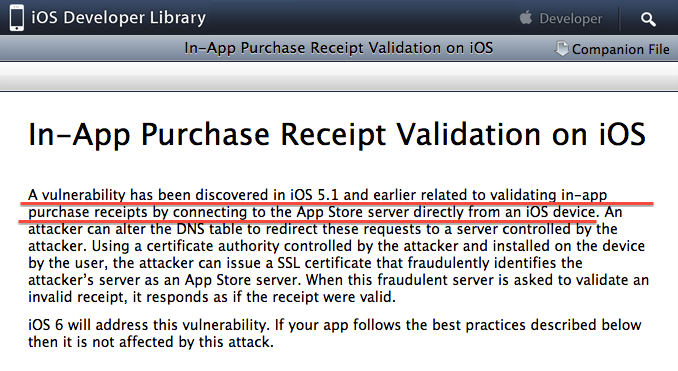 iOS Developer Library
Developer
In-App Purchase Receipt Validation on iOS
Companion File
In-App Purchase Receipt Validation on iOS
A vulnerability has been discovered in iOS 5.1 and earlier related to validating in-app
purchase receipts by connecting to the App Store server directly from an iOS device. An
attacker can alter the DNS table to redirect these requests to a server controlled by the
attacker. Using a certificate authority controlled by the attacker and installed on the device
by the user, the attacker can issue a SSL certificate that fraudulently identifies the
attacker's server as an App Store server. When this fraudulent server is asked to validate an
invalid receipt, it responds as if the receipt were valid.
iOS 6 will address this vulnerability. If your app follows the best practices described below
then it is not affected by this attack.